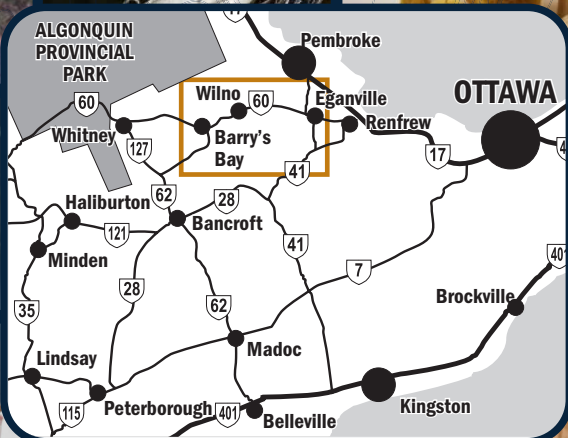 ALGONQUIN
PROVINCIAL
PARK
Pembroke
OTTAWA
60
Wilno
60
Eganville
Whitney
127
Barry's
Bay
Renfrew
17
41
62
28
Haliburton
121
Bancroft
41
Minden
28
7
401
35
62
Brockville
Lindsay
Madoc
115
Peterborough
401
Belleville
Kingston